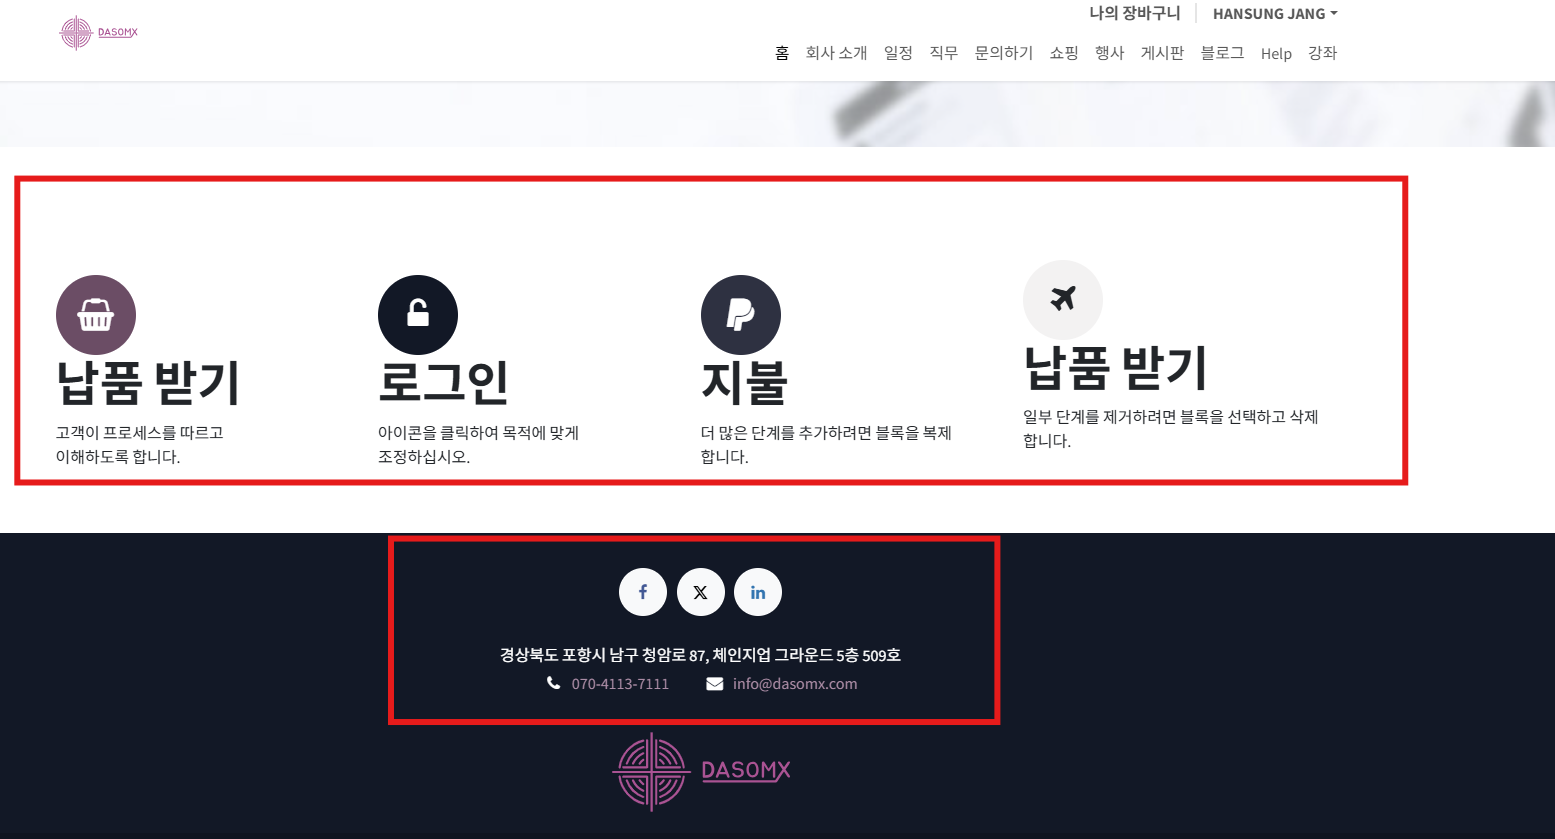 DASOMX
나의 장바구니
HANSUNG JANG
홈 회사 소개 일정 직무 문의하기 쇼핑 행사 게시판 블로그 Help 강좌
납품 받기
고객이 프로세스를 따르고
이해하도록 합니다.
로그인
아이콘을 클릭하여 목적에 맞게
조정하십시오.
지불
더 많은 단계를 추가하려면 블록을 복제
합니다.
납품 받기
일부 단계를 제거하려면 블록을 선택하고 삭제
합니다.
경상북도 포항시 남구 청암로 87, 체인지업 그라운드 5층 509호
070-4113-7111 info@dasomx.com
DASOMX